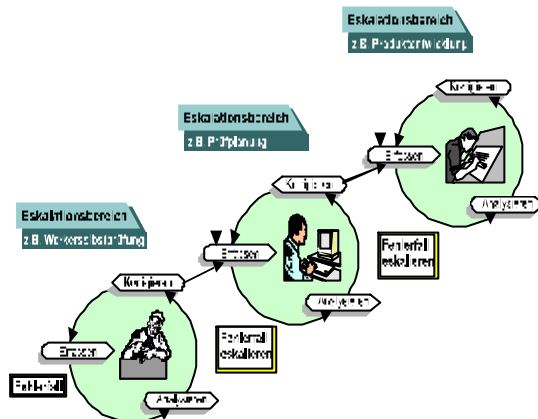 Eskalationsbereich
z.B. Produktentwicklung
Korrigieren
Erfassen
Analysieren
Eskalationsbereich
z.B. Prüfplanung
Korrigieren
Erfassen
Fehlerfall
eskalieren
Analysieren
Eskalationsbereich
z.B. Werkerselbstprüfung
Korrigieren
Erfassen
Fehlerfall
eskalieren
Fehlerfall
Analysieren